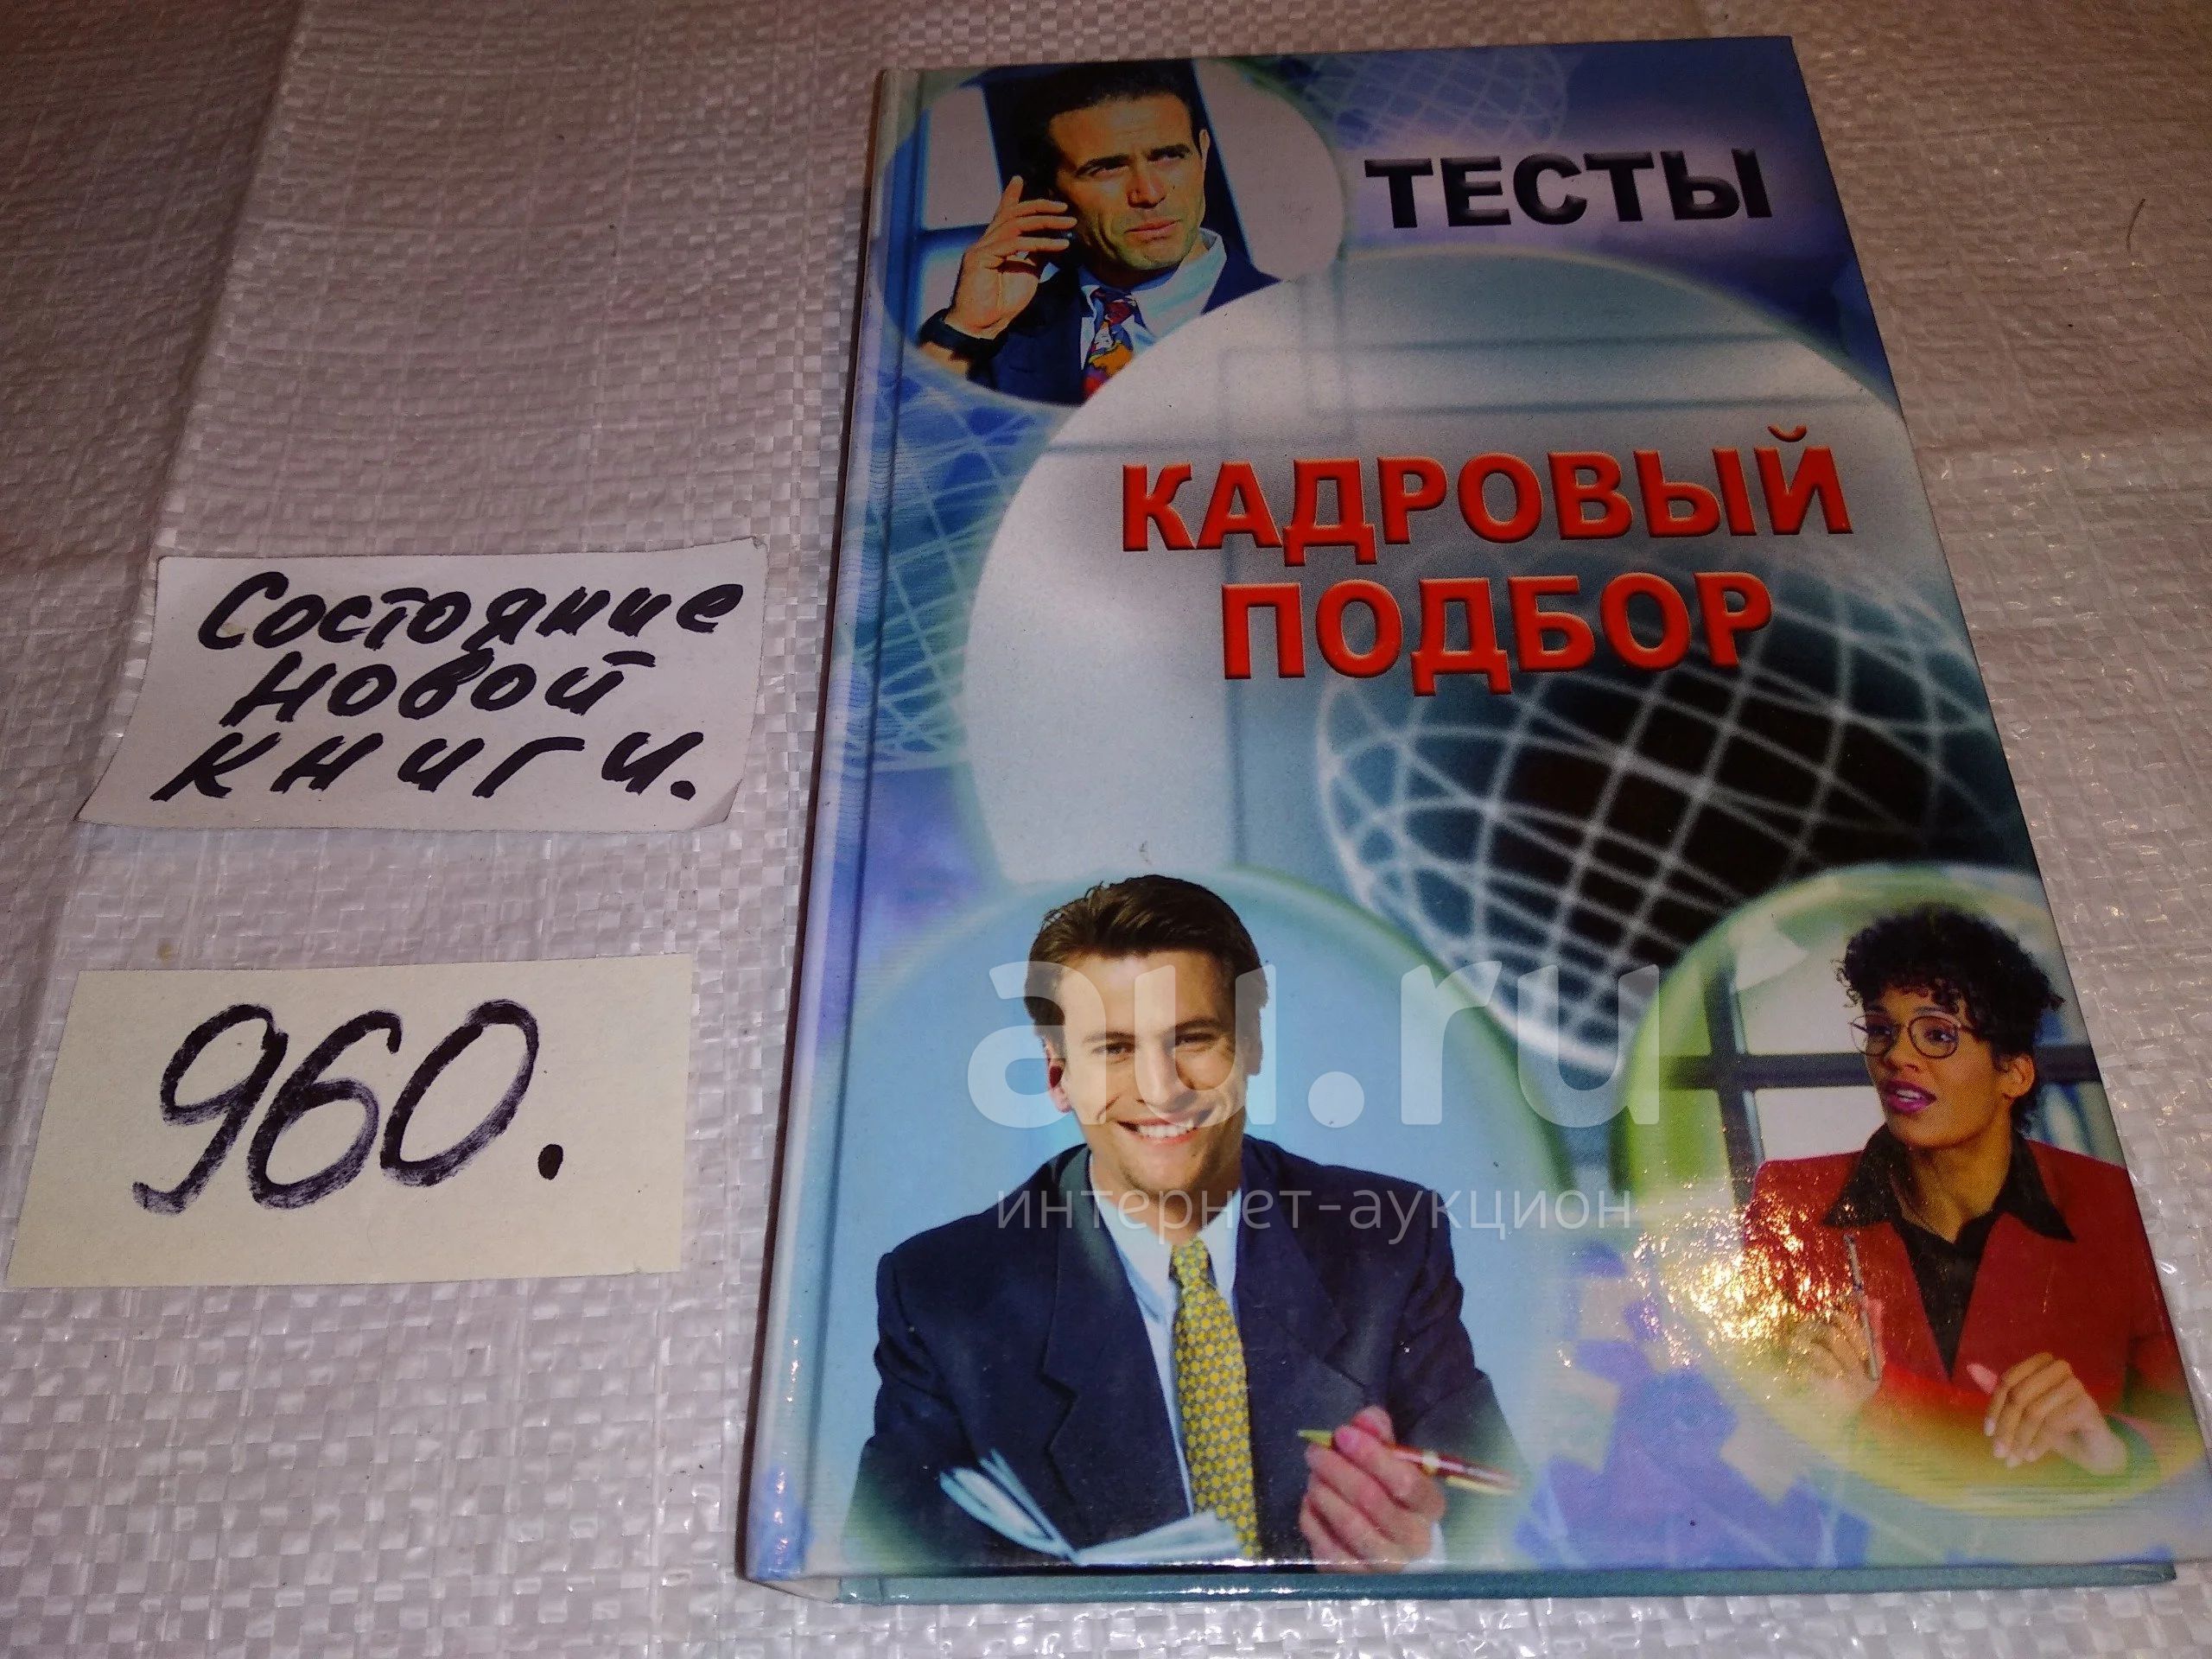 ТЕСТЫ
КАДРОВЫЙ
ПОДБОР
Состояние
новой
книги.
960.
au.ru
интернет-аукцион